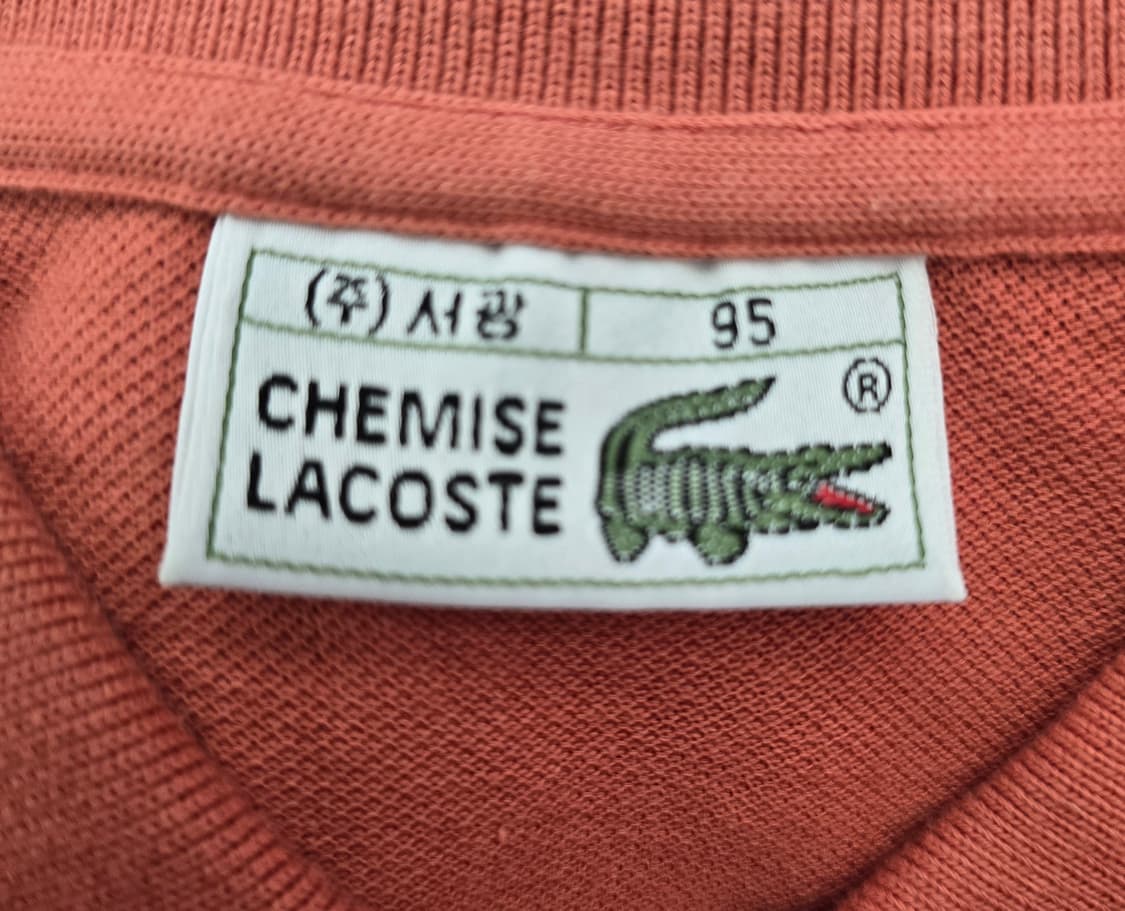 (주) 서광 95
®
CHEMISE
LACOSTE